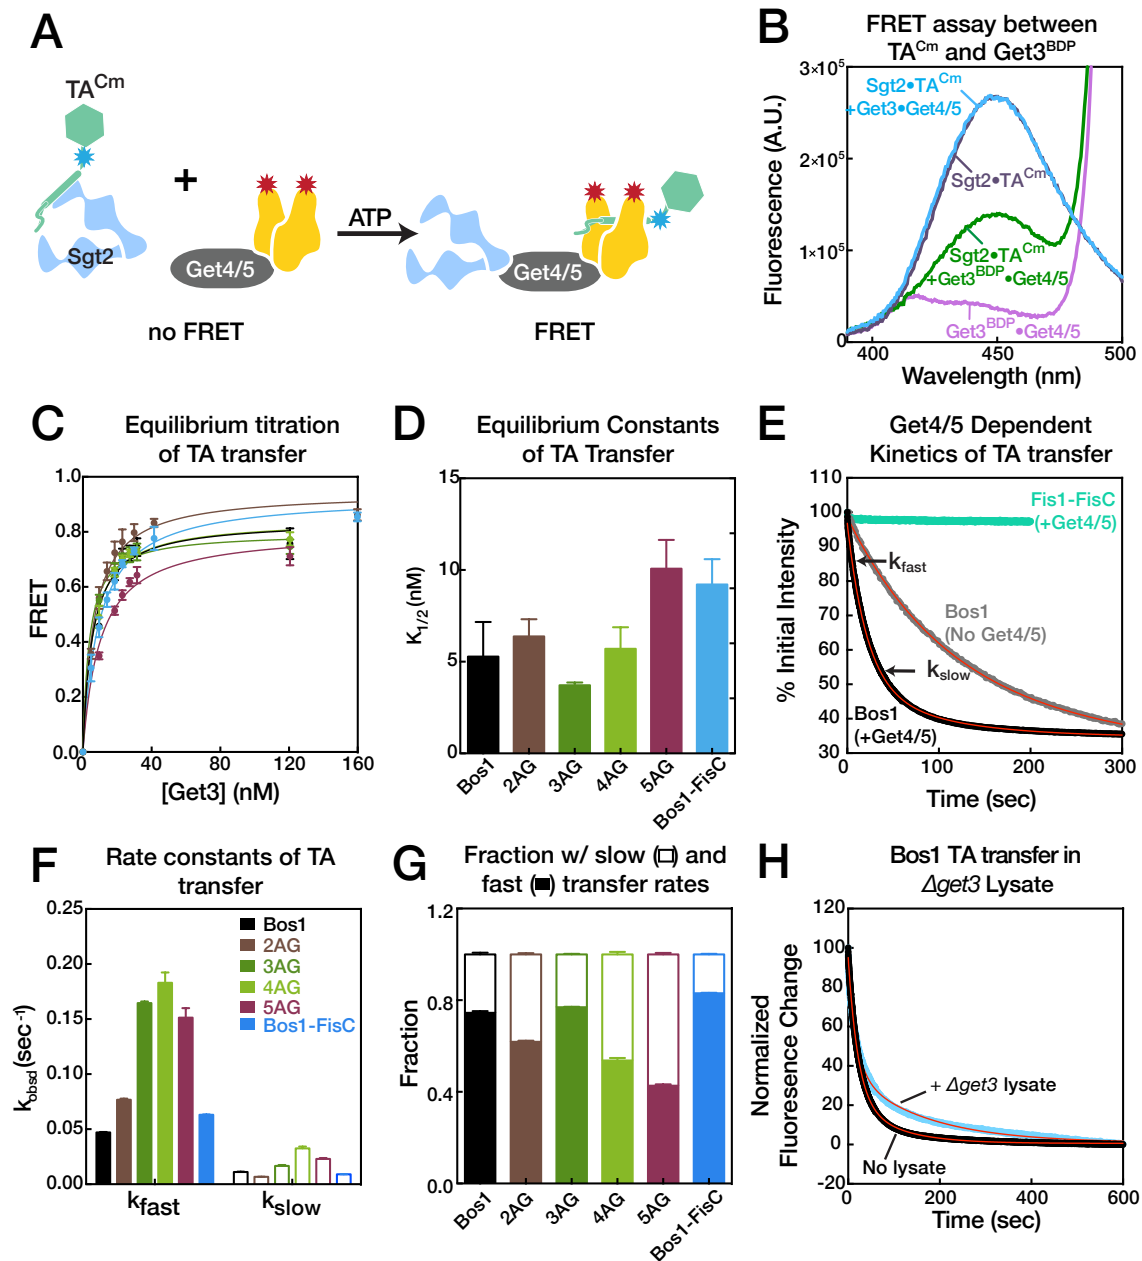 A
TA^Cm
+
Sgt2
Get4/5
ATP
Get4/5
no FRET
FRET
B
FRET assay between
TA^Cm and Get3^BDP
Fluorescence (A.U.)
3×10^5
2×10^5
1×10^5
0
Sgt2•TA^Cm
+Get3•Get4/5
Sgt2•TA^Cm
Sgt2•TA^Cm
+Get3^BDP•Get4/5
Get3^BDP•Get4/5
400 450 500
Wavelength (nm)
C
Equilibrium titration
of TA transfer
FRET
1.0
0.8
0.6
0.4
0.2
0.0
0 40 80 120 160
[Get3] (nM)
D
Equilibrium Constants
of TA Transfer
K_1/2 (nM)
15
10
5
0
Bos1 2AG 3AG 4AG 5AG Bos1-FisC
E
Get4/5 Dependent
Kinetics of TA transfer
% Initial Intensity
110
100
90
80
70
60
50
40
30
Fis1-FisC
(+Get4/5)
k_fast
Bos1
(No Get4/5)
k_slow
Bos1
(+Get4/5)
0 100 200 300
Time (sec)
F
Rate constants of TA
transfer
k_obsd (sec⁻¹)
0.25
0.20
0.15
0.10
0.05
0.00
Bos1
2AG
3AG
4AG
5AG
Bos1-FisC
k_fast k_slow
G
Fraction w/ slow (□) and
fast (■) transfer rates
Fraction
1.2
0.8
0.4
0.0
Bos1 2AG 3AG 4AG 5AG Bos1-FisC
H
Bos1 TA transfer in
Δget3 Lysate
Normalized
Fluoresence Change
120
100
80
60
40
20
0
-20
+ Δget3 lysate
No lysate
0 200 400 600
Time (sec)